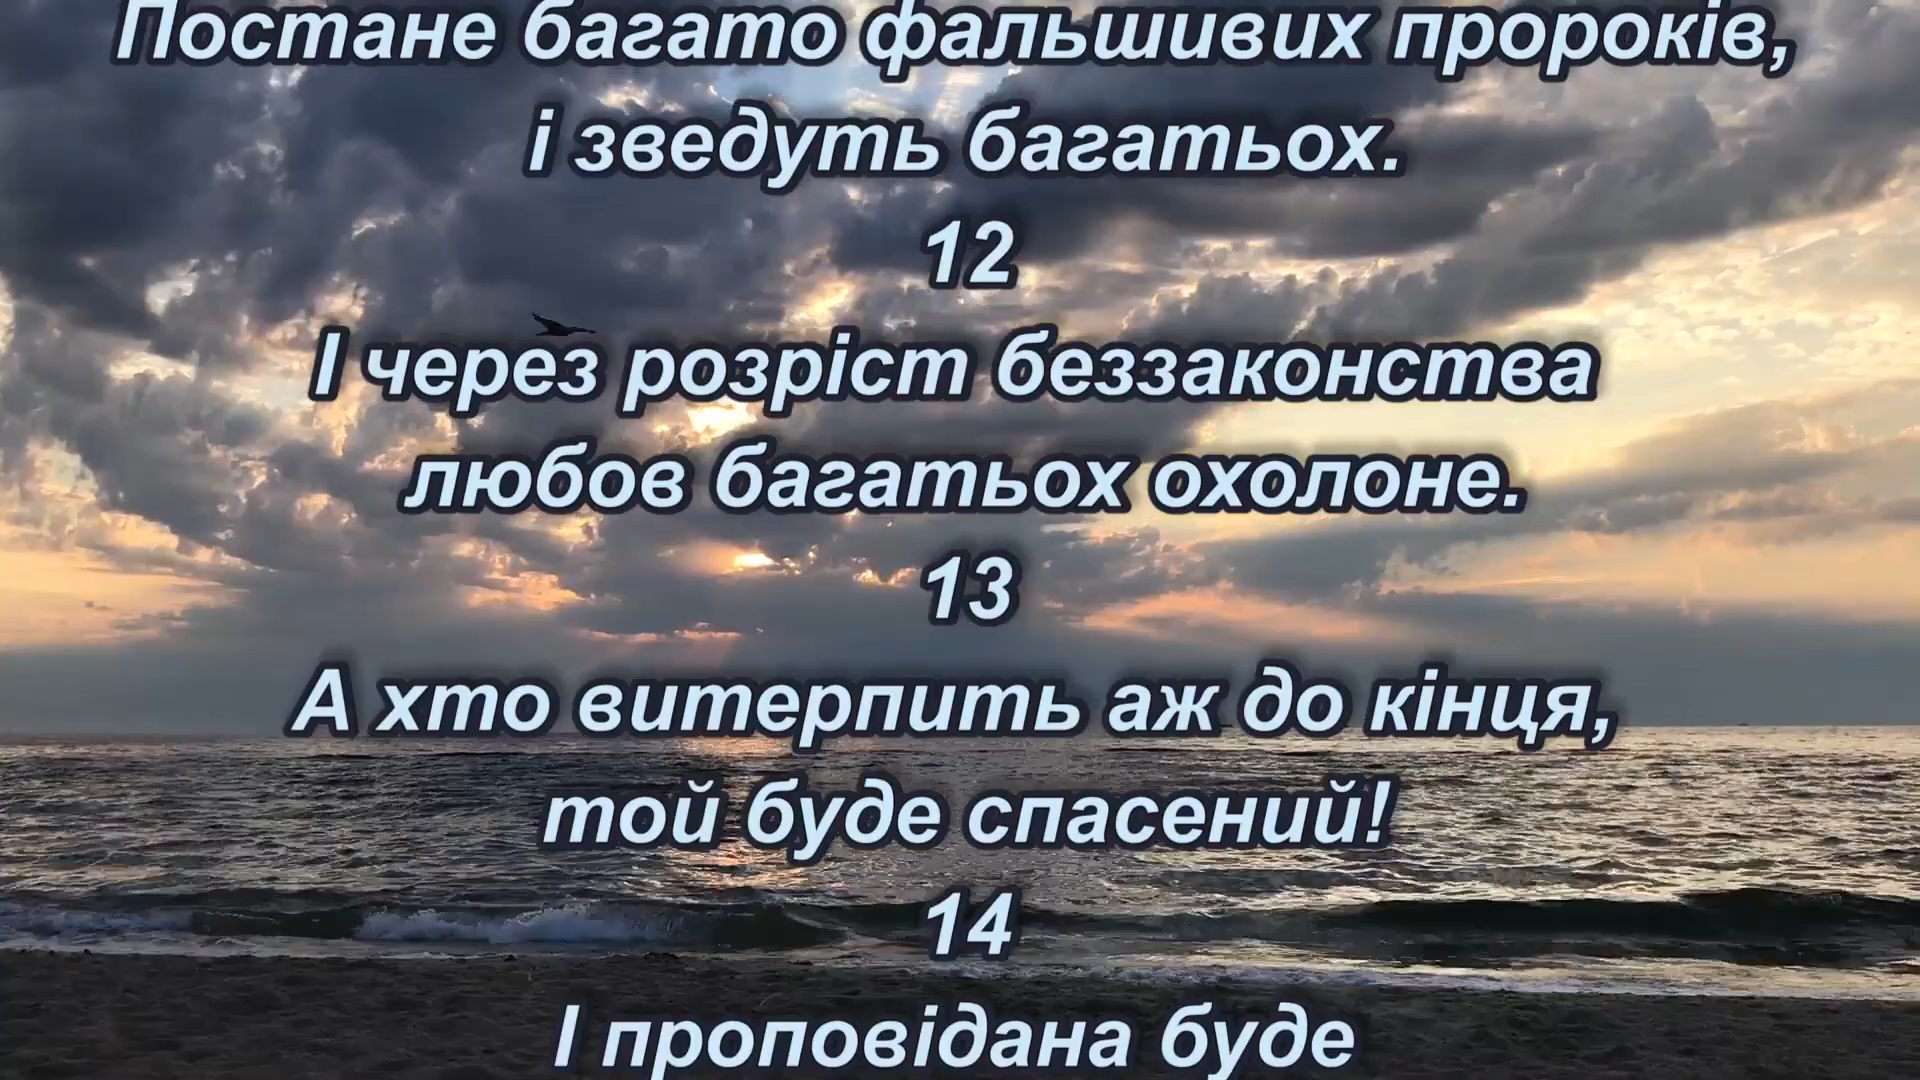 Постане багато фальшивих пророків,
і зведуть багатьох.
12
І через розріст беззаконства
любов багатьох охолоне.
13
А хто витерпить аж до кінця,
той буде спасений!
14
І проповідана буде